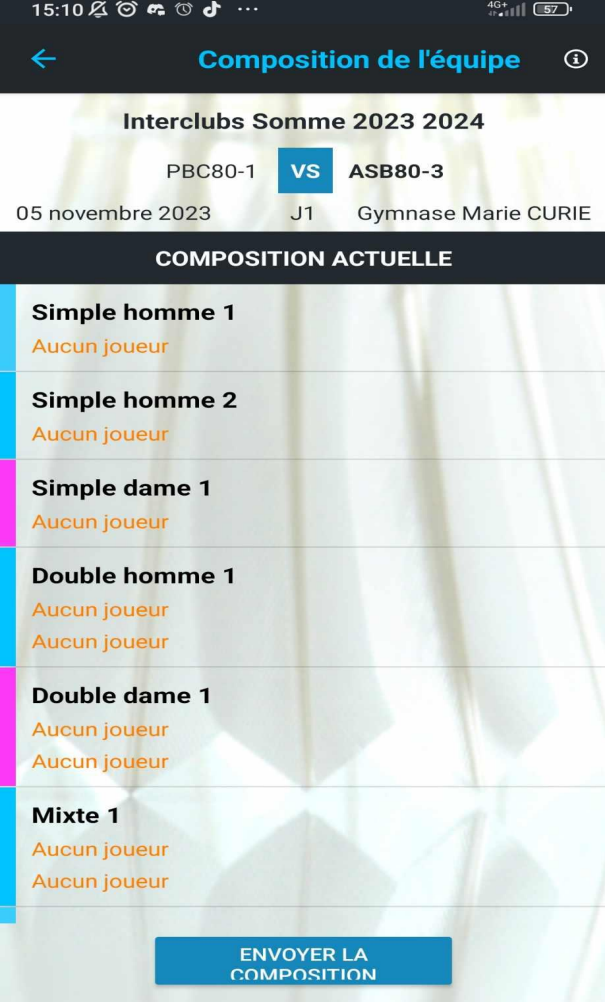 15:10
4G+
57
Composition de l'équipe
Interclubs Somme 2023 2024
PBC80-1 VS ASB80-3
05 novembre 2023 J1 Gymnase Marie CURIE
COMPOSITION ACTUELLE
Simple homme 1
Aucun joueur
Simple homme 2
Aucun joueur
Simple dame 1
Aucun joueur
Double homme 1
Aucun joueur
Aucun joueur
Double dame 1
Aucun joueur
Aucun joueur
Mixte 1
Aucun joueur
Aucun joueur
ENVOYER LA
COMPOSITION